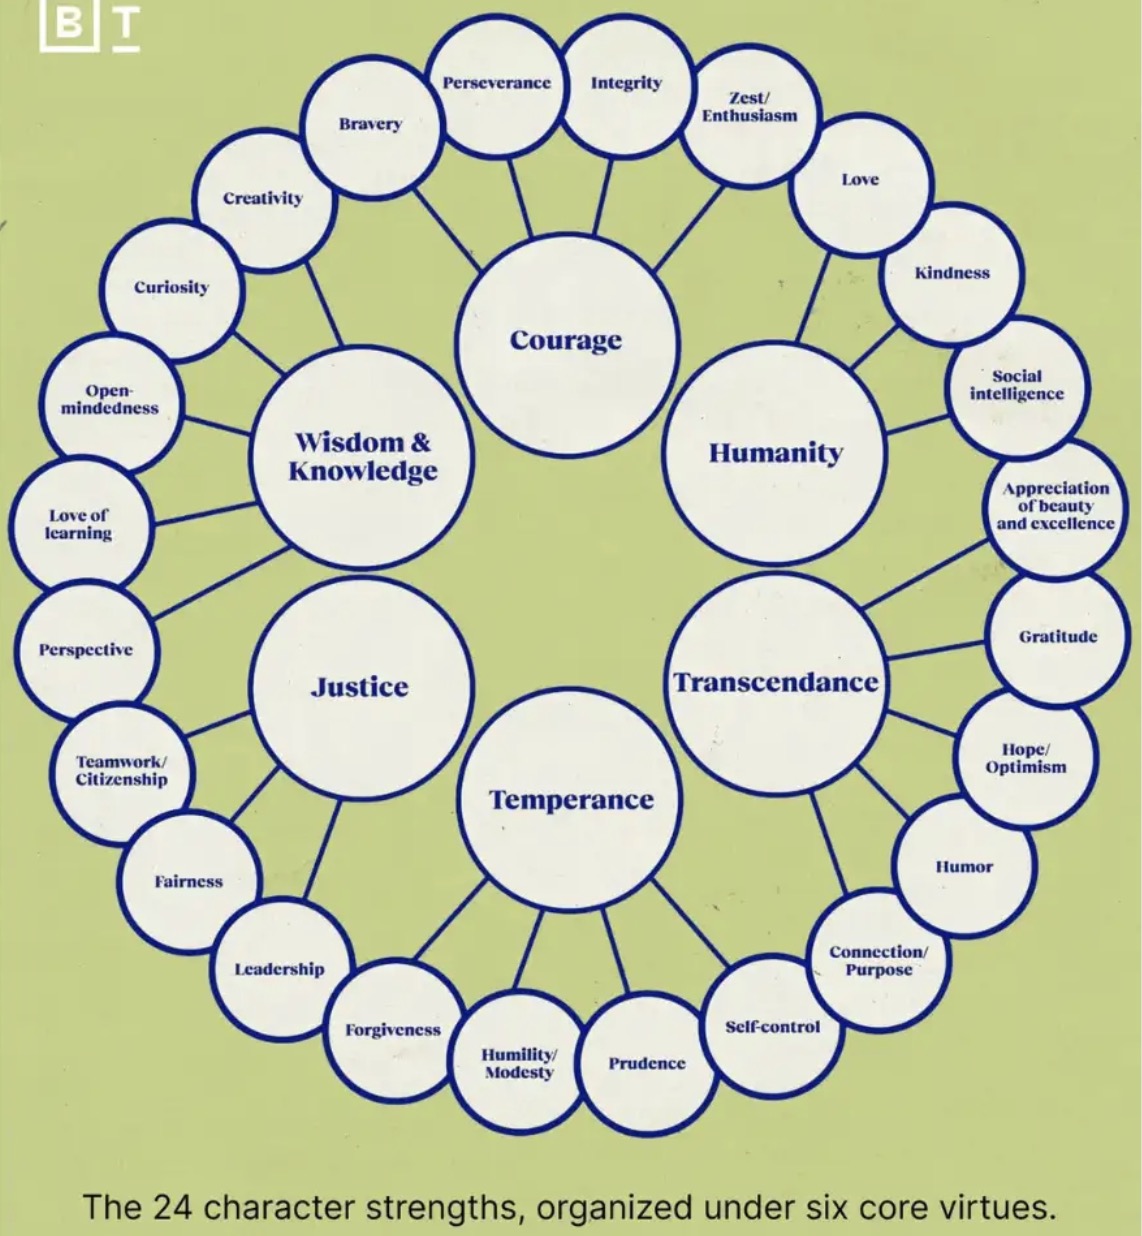 B T
Perseverance
Integrity
Zest/
Enthusiasm
Bravery
Love
Creativity
Kindness
Curiosity
Courage
Social
intelligence
Open-
mindedness
Wisdom &
Knowledge
Humanity
Appreciation
of beauty
and excellence
Love of
learning
Gratitude
Perspective
Justice
Transcendance
Hope/
Optimism
Teamwork/
Citizenship
Temperance
Humor
Fairness
Connection/
Purpose
Leadership
Self-control
Forgiveness
Humility/
Modesty
Prudence
The 24 character strengths, organized under six core virtues.